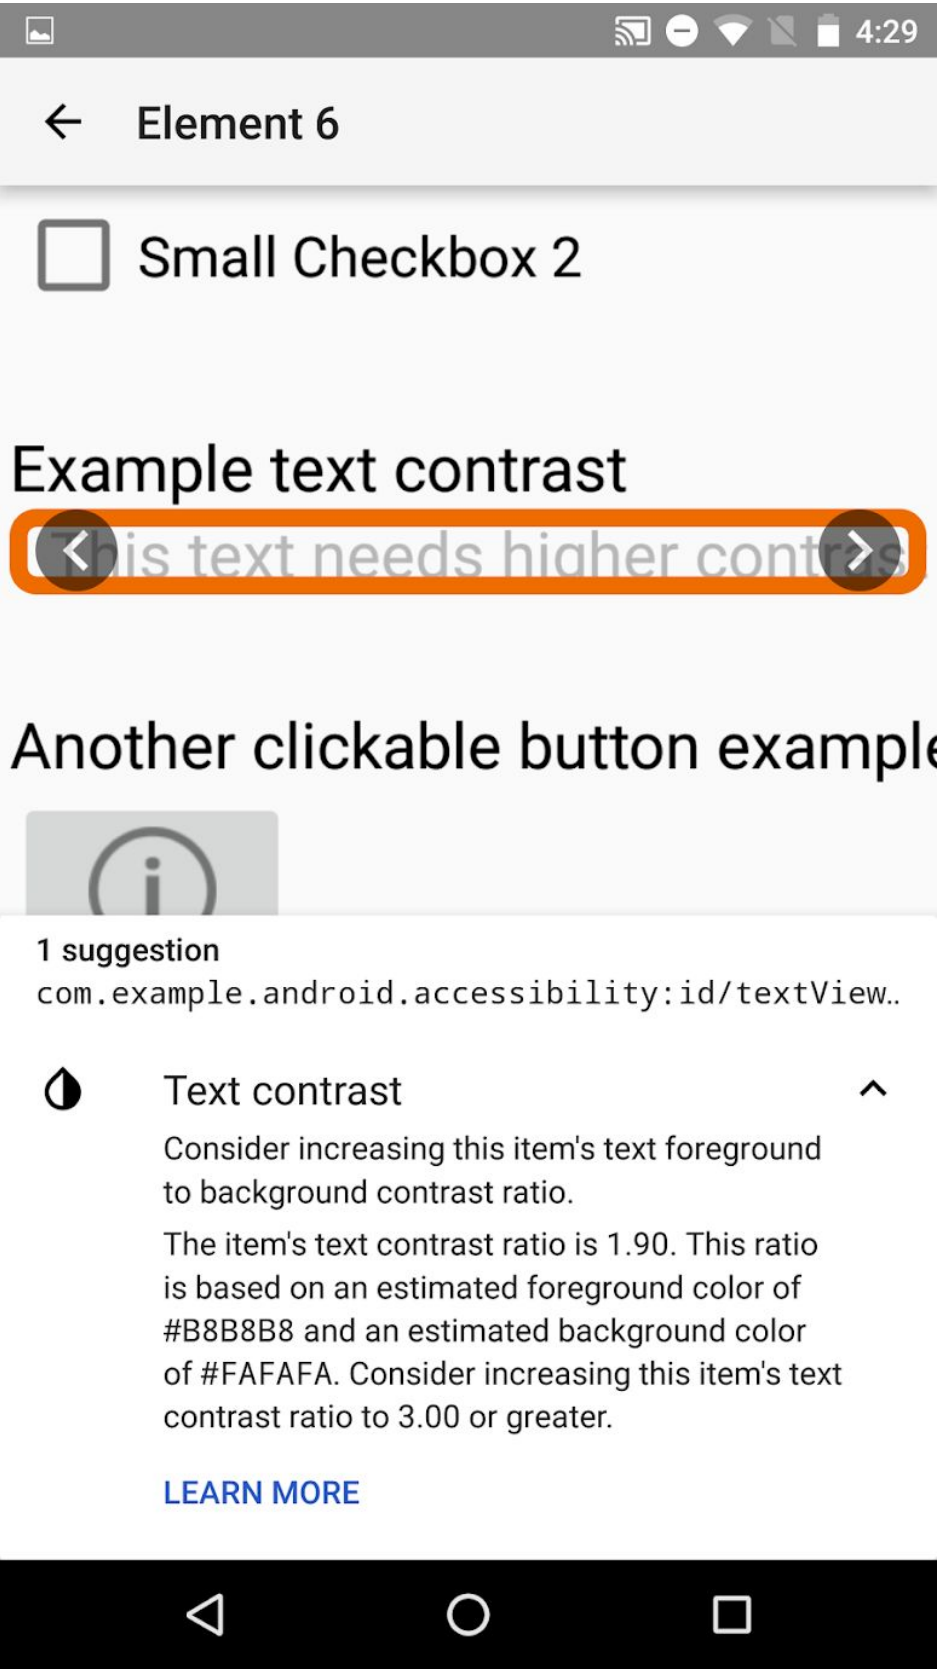 4:29
Element 6
Small Checkbox 2
Example text contrast
This text needs higher contras
Another clickable button example
1 suggestion
com.example.android.accessibility:id/textView..
Text contrast
Consider increasing this item's text foreground
to background contrast ratio.
The item's text contrast ratio is 1.90. This ratio
is based on an estimated foreground color of
#B8B8B8 and an estimated background color
of #FAFAFA. Consider increasing this item's text
contrast ratio to 3.00 or greater.
LEARN MORE